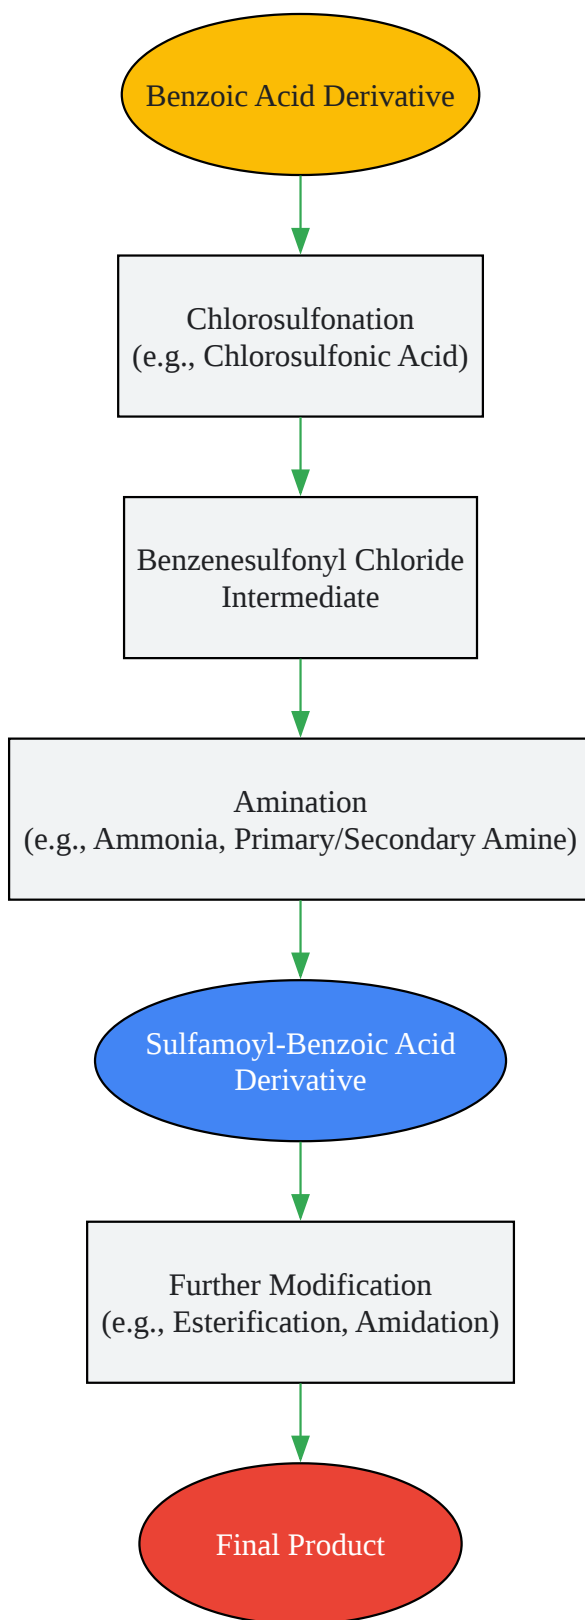 Benzoic Acid Derivative
Chlorosulfonation
(e.g., Chlorosulfonic Acid)
Benzenesulfonyl Chloride
Intermediate
Amination
(e.g., Ammonia, Primary/Secondary Amine)
Sulfamoyl-Benzoic Acid
Derivative
Further Modification
(e.g., Esterification, Amidation)
Final Product